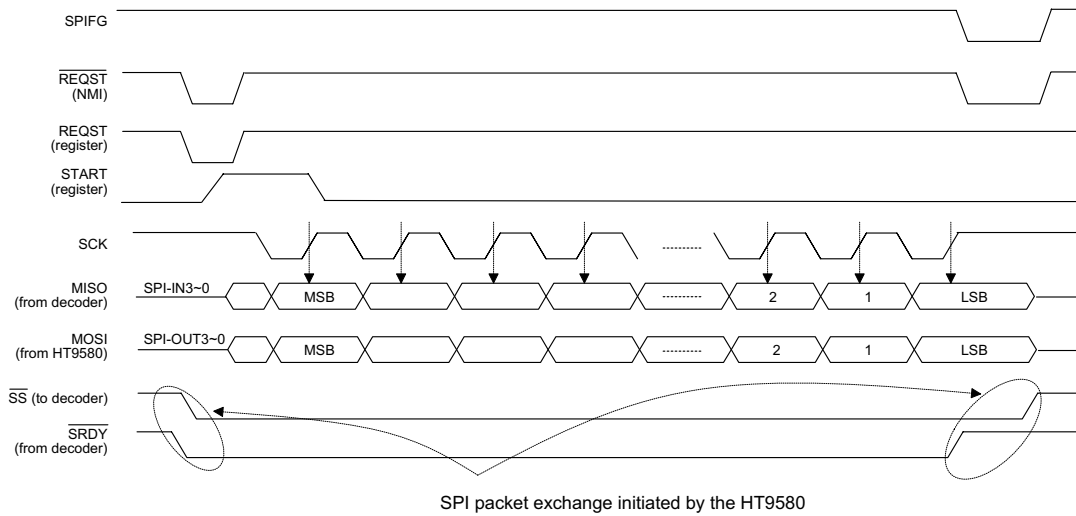 SPIFG
REQST
(NMI)
REQST
(register)
START
(register)
SCK
----------
MISO
(from decoder)
SPI-IN3~0
MSB
----------
2
1
LSB
MOSI
(from HT9580)
SPI-OUT3~0
MSB
----------
2
1
LSB
SS (to decoder)
SRDY
(from decoder)
SPI packet exchange initiated by the HT9580